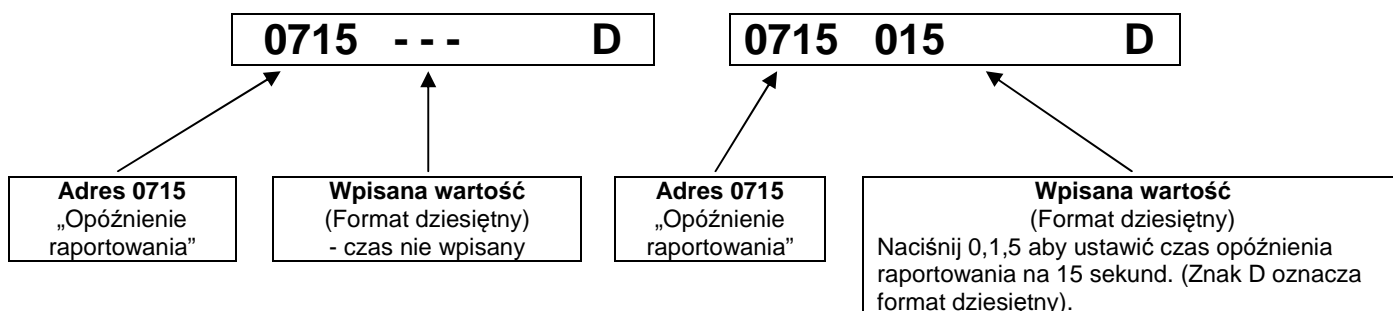 0715 - - - D
0715 015 D
Adres 0715
„Opóźnienie
raportowania”
Wpisana wartość
(Format dziesiętny)
- czas nie wpisany
Adres 0715
„Opóźnienie
raportowania”
Wpisana wartość
(Format dziesiętny)
Naciśnij 0,1,5 aby ustawić czas opóźnienia
raportowania na 15 sekund. (Znak D oznacza
format dziesiętny).